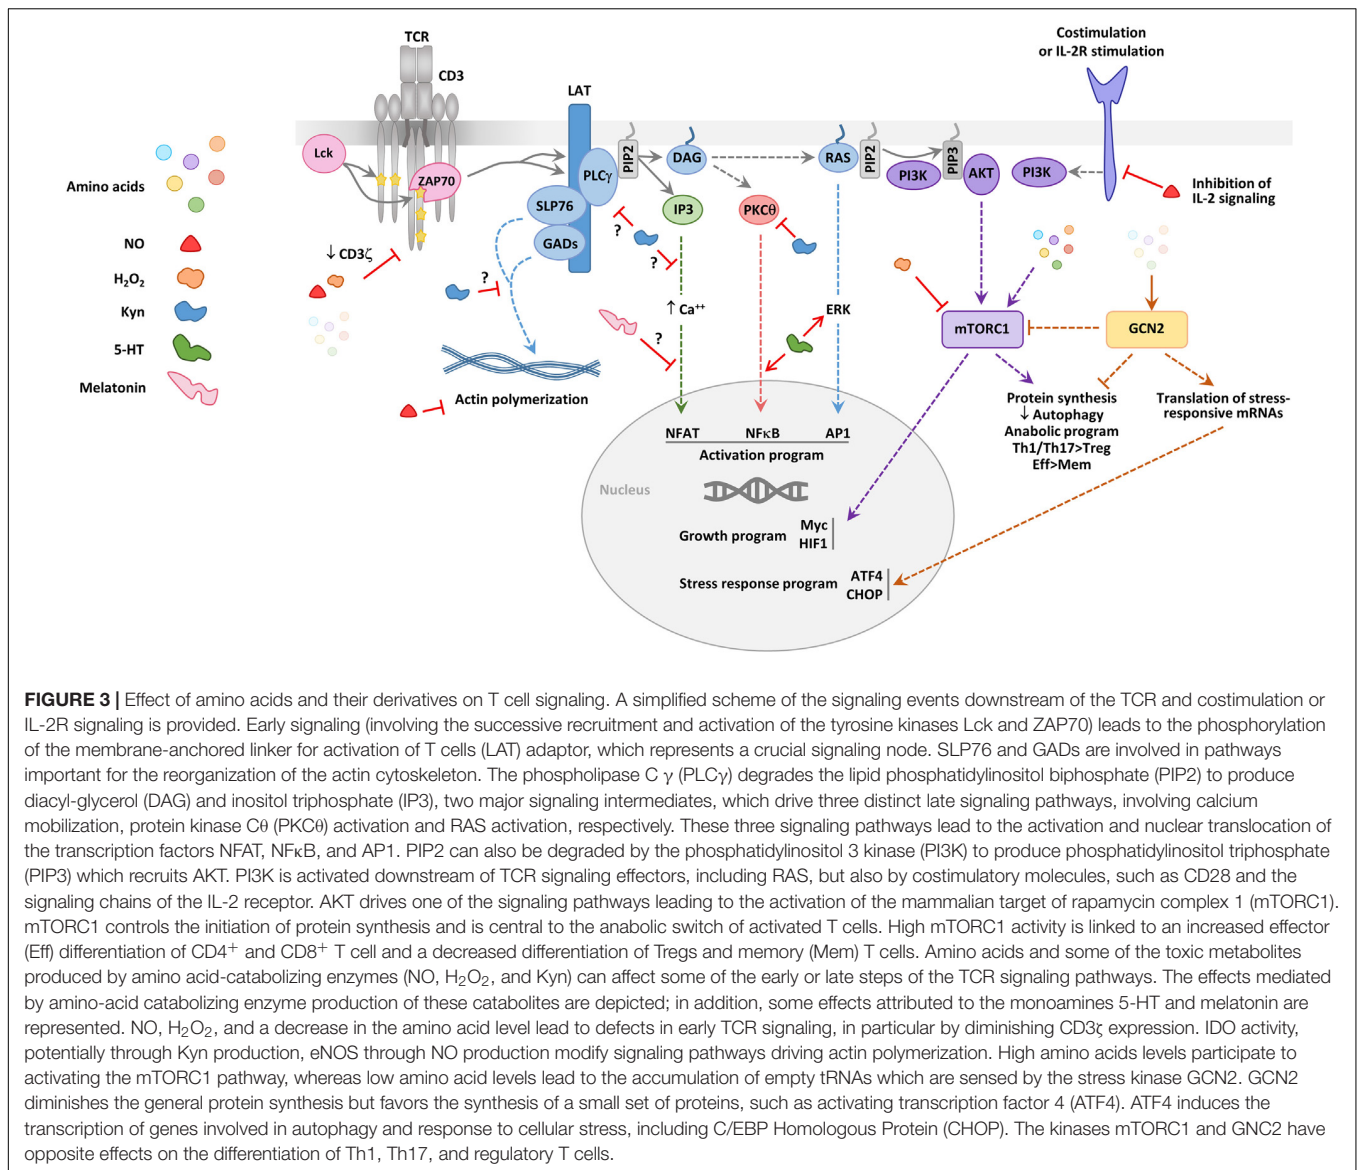 Costimulation
or IL-2R stimulation
TCR
CD3
LAT
Lck
ZAP70
PLCγ
PIP2
DAG
RAS
PIP2
PIP3
PI3K
AKT
PI3K
Amino acids
SLP76
GADs
IP3
PKCθ
Inhibition of
IL-2 signaling
NO
H₂O₂
Kyn
5-HT
Melatonin
↓ CD3ζ
?
?
?
?
↑ Ca⁺⁺
ERK
mTORC1
GCN2
Actin polymerization
Protein synthesis
↓ Autophagy
Anabolic program
Th1/Th17>Treg
Eff>Mem
Translation of stress-
responsive mRNAs
NFAT
NFκB
AP1
Activation program
Nucleus
Growth program
Myc
HIF1
Stress response program
ATF4
CHOP
FIGURE 3 | Effect of amino acids and their derivatives on T cell signaling. A simplified scheme of the signaling events downstream of the TCR and costimulation or
IL-2R signaling is provided. Early signaling (involving the successive recruitment and activation of the tyrosine kinases Lck and ZAP70) leads to the phosphorylation
of the membrane-anchored linker for activation of T cells (LAT) adaptor, which represents a crucial signaling node. SLP76 and GADs are involved in pathways
important for the reorganization of the actin cytoskeleton. The phospholipase C γ (PLCγ) degrades the lipid phosphatidylinositol biphosphate (PIP2) to produce
diacyl-glycerol (DAG) and inositol triphosphate (IP3), two major signaling intermediates, which drive three distinct late signaling pathways, involving calcium
mobilization, protein kinase Cθ (PKCθ) activation and RAS activation, respectively. These three signaling pathways lead to the activation and nuclear translocation of
the transcription factors NFAT, NFκB, and AP1. PIP2 can also be degraded by the phosphatidylinositol 3 kinase (PI3K) to produce phosphatidylinositol triphosphate
(PIP3) which recruits AKT. PI3K is activated downstream of TCR signaling effectors, including RAS, but also by costimulatory molecules, such as CD28 and the
signaling chains of the IL-2 receptor. AKT drives one of the signaling pathways leading to the activation of the mammalian target of rapamycin complex 1 (mTORC1).
mTORC1 controls the initiation of protein synthesis and is central to the anabolic switch of activated T cells. High mTORC1 activity is linked to an increased effector
(Eff) differentiation of CD4⁺ and CD8⁺ T cell and a decreased differentiation of Tregs and memory (Mem) T cells. Amino acids and some of the toxic metabolites
produced by amino acid-catabolizing enzymes (NO, H₂O₂, and Kyn) can affect some of the early or late steps of the TCR signaling pathways. The effects mediated
by amino-acid catabolizing enzyme production of these catabolites are depicted; in addition, some effects attributed to the monoamines 5-HT and melatonin are
represented. NO, H₂O₂, and a decrease in the amino acid level lead to defects in early TCR signaling, in particular by diminishing CD3ζ expression. IDO activity,
potentially through Kyn production, eNOS through NO production modify signaling pathways driving actin polymerization. High amino acids levels participate to
activating the mTORC1 pathway, whereas low amino acid levels lead to the accumulation of empty tRNAs which are sensed by the stress kinase GCN2. GCN2
diminishes the general protein synthesis but favors the synthesis of a small set of proteins, such as activating transcription factor 4 (ATF4). ATF4 induces the
transcription of genes involved in autophagy and response to cellular stress, including C/EBP Homologous Protein (CHOP). The kinases mTORC1 and GNC2 have
opposite effects on the differentiation of Th1, Th17, and regulatory T cells.